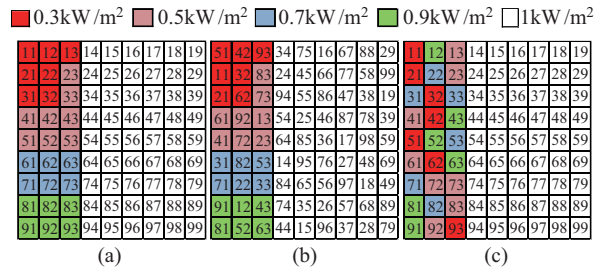 0.3kW/m² 0.5kW/m² 0.7kW/m² 0.9kW/m² 1kW/m²
11 12 13 14 15 16 17 18 19 51 42 93 34 75 16 67 88 29 11 12 13 14 15 16 17 18 19
21 22 23 24 25 26 27 28 29 11 32 83 24 45 66 77 58 99 21 22 23 24 25 26 27 28 29
31 32 33 34 35 36 37 38 39 21 62 73 94 55 86 47 38 19 31 32 33 34 35 36 37 38 39
41 42 43 44 45 46 47 48 49 61 92 13 54 25 46 87 78 39 41 42 43 44 45 46 47 48 49
51 52 53 54 55 56 57 58 59 41 72 23 64 85 36 17 98 59 51 52 53 54 55 56 57 58 59
61 62 63 64 65 66 67 68 69 31 82 53 14 95 76 27 48 69 61 62 63 64 65 66 67 68 69
71 72 73 74 75 76 77 78 79 71 22 33 84 65 56 97 18 49 71 72 73 74 75 76 77 78 79
81 82 83 84 85 86 87 88 89 91 12 43 74 35 26 57 68 89 81 82 83 84 85 86 87 88 89
91 92 93 94 95 96 97 98 99 81 52 63 44 15 96 37 28 79 91 92 93 94 95 96 97 98 99
(a) (b) (c)